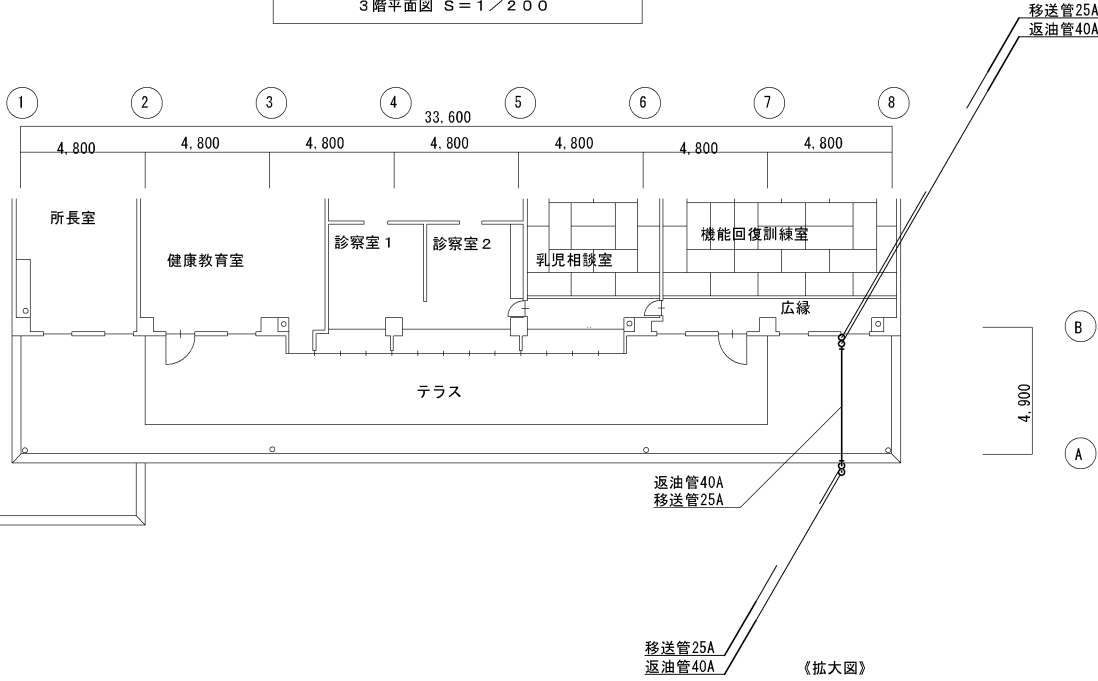 3階平面図 S=1/200
移送管25A
返油管40A
1 2 3 4 5 6 7 8
33,600
4,800 4,800 4,800 4,800 4,800 4,800 4,800
所長室
健康教育室
診察室1
診察室2
乳児相談室
機能回復訓練室
広縁
B
テラス
4,900
A
返油管40A
移送管25A
移送管25A
返油管40A
《拡大図》